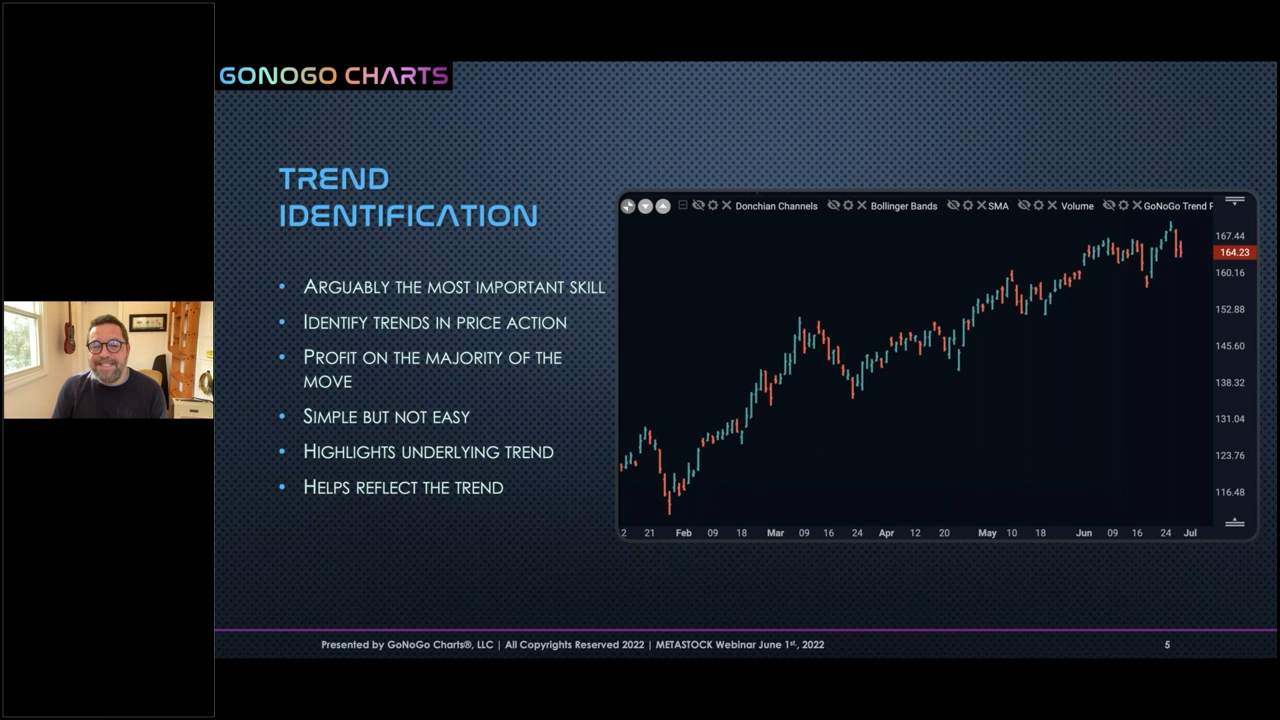 GONOGO CHARTS
TREND
IDENTIFICATION
• ARGUABLY THE MOST IMPORTANT SKILL
• IDENTIFY TRENDS IN PRICE ACTION
• PROFIT ON THE MAJORITY OF THE
MOVE
• SIMPLE BUT NOT EASY
• HIGHLIGHTS UNDERLYING TREND
• HELPS REFLECT THE TREND
Donchian Channels Bollinger Bands SMA Volume GoNoGo Trend
167.44
164.23
160.16
152.88
145.60
138.32
131.04
123.76
116.48
2 21 Feb 09 18 Mar 09 16 24 Apr 12 20 May 10 18 Jun 09 16 24 Jul
Presented by GoNoGo Charts®, LLC | All Copyrights Reserved 2022 | METASTOCK Webinar June 1st, 2022
5